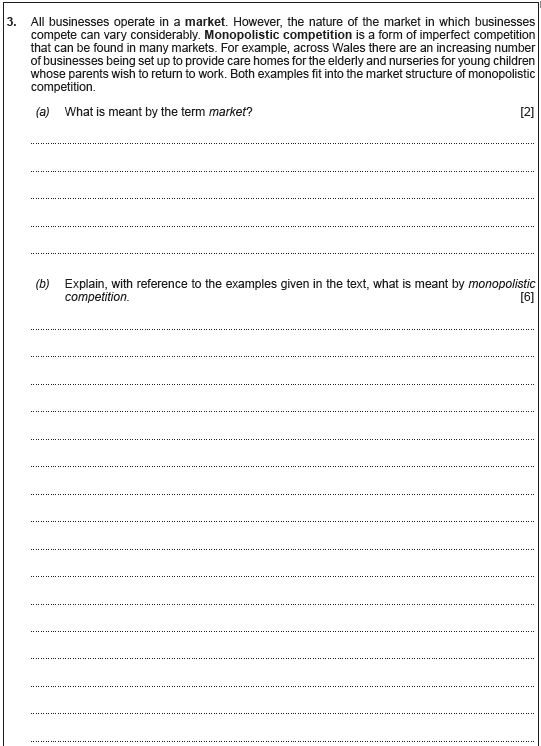 3. All businesses operate in a market. However, the nature of the market in which businesses
compete can vary considerably. Monopolistic competition is a form of imperfect competition
that can be found in many markets. For example, across Wales there are an increasing number
of businesses being set up to provide care homes for the elderly and nurseries for young children
whose parents wish to return to work. Both examples fit into the market structure of monopolistic
competition.
(a) What is meant by the term market? [2]
(b) Explain, with reference to the examples given in the text, what is meant by monopolistic
competition. [6]